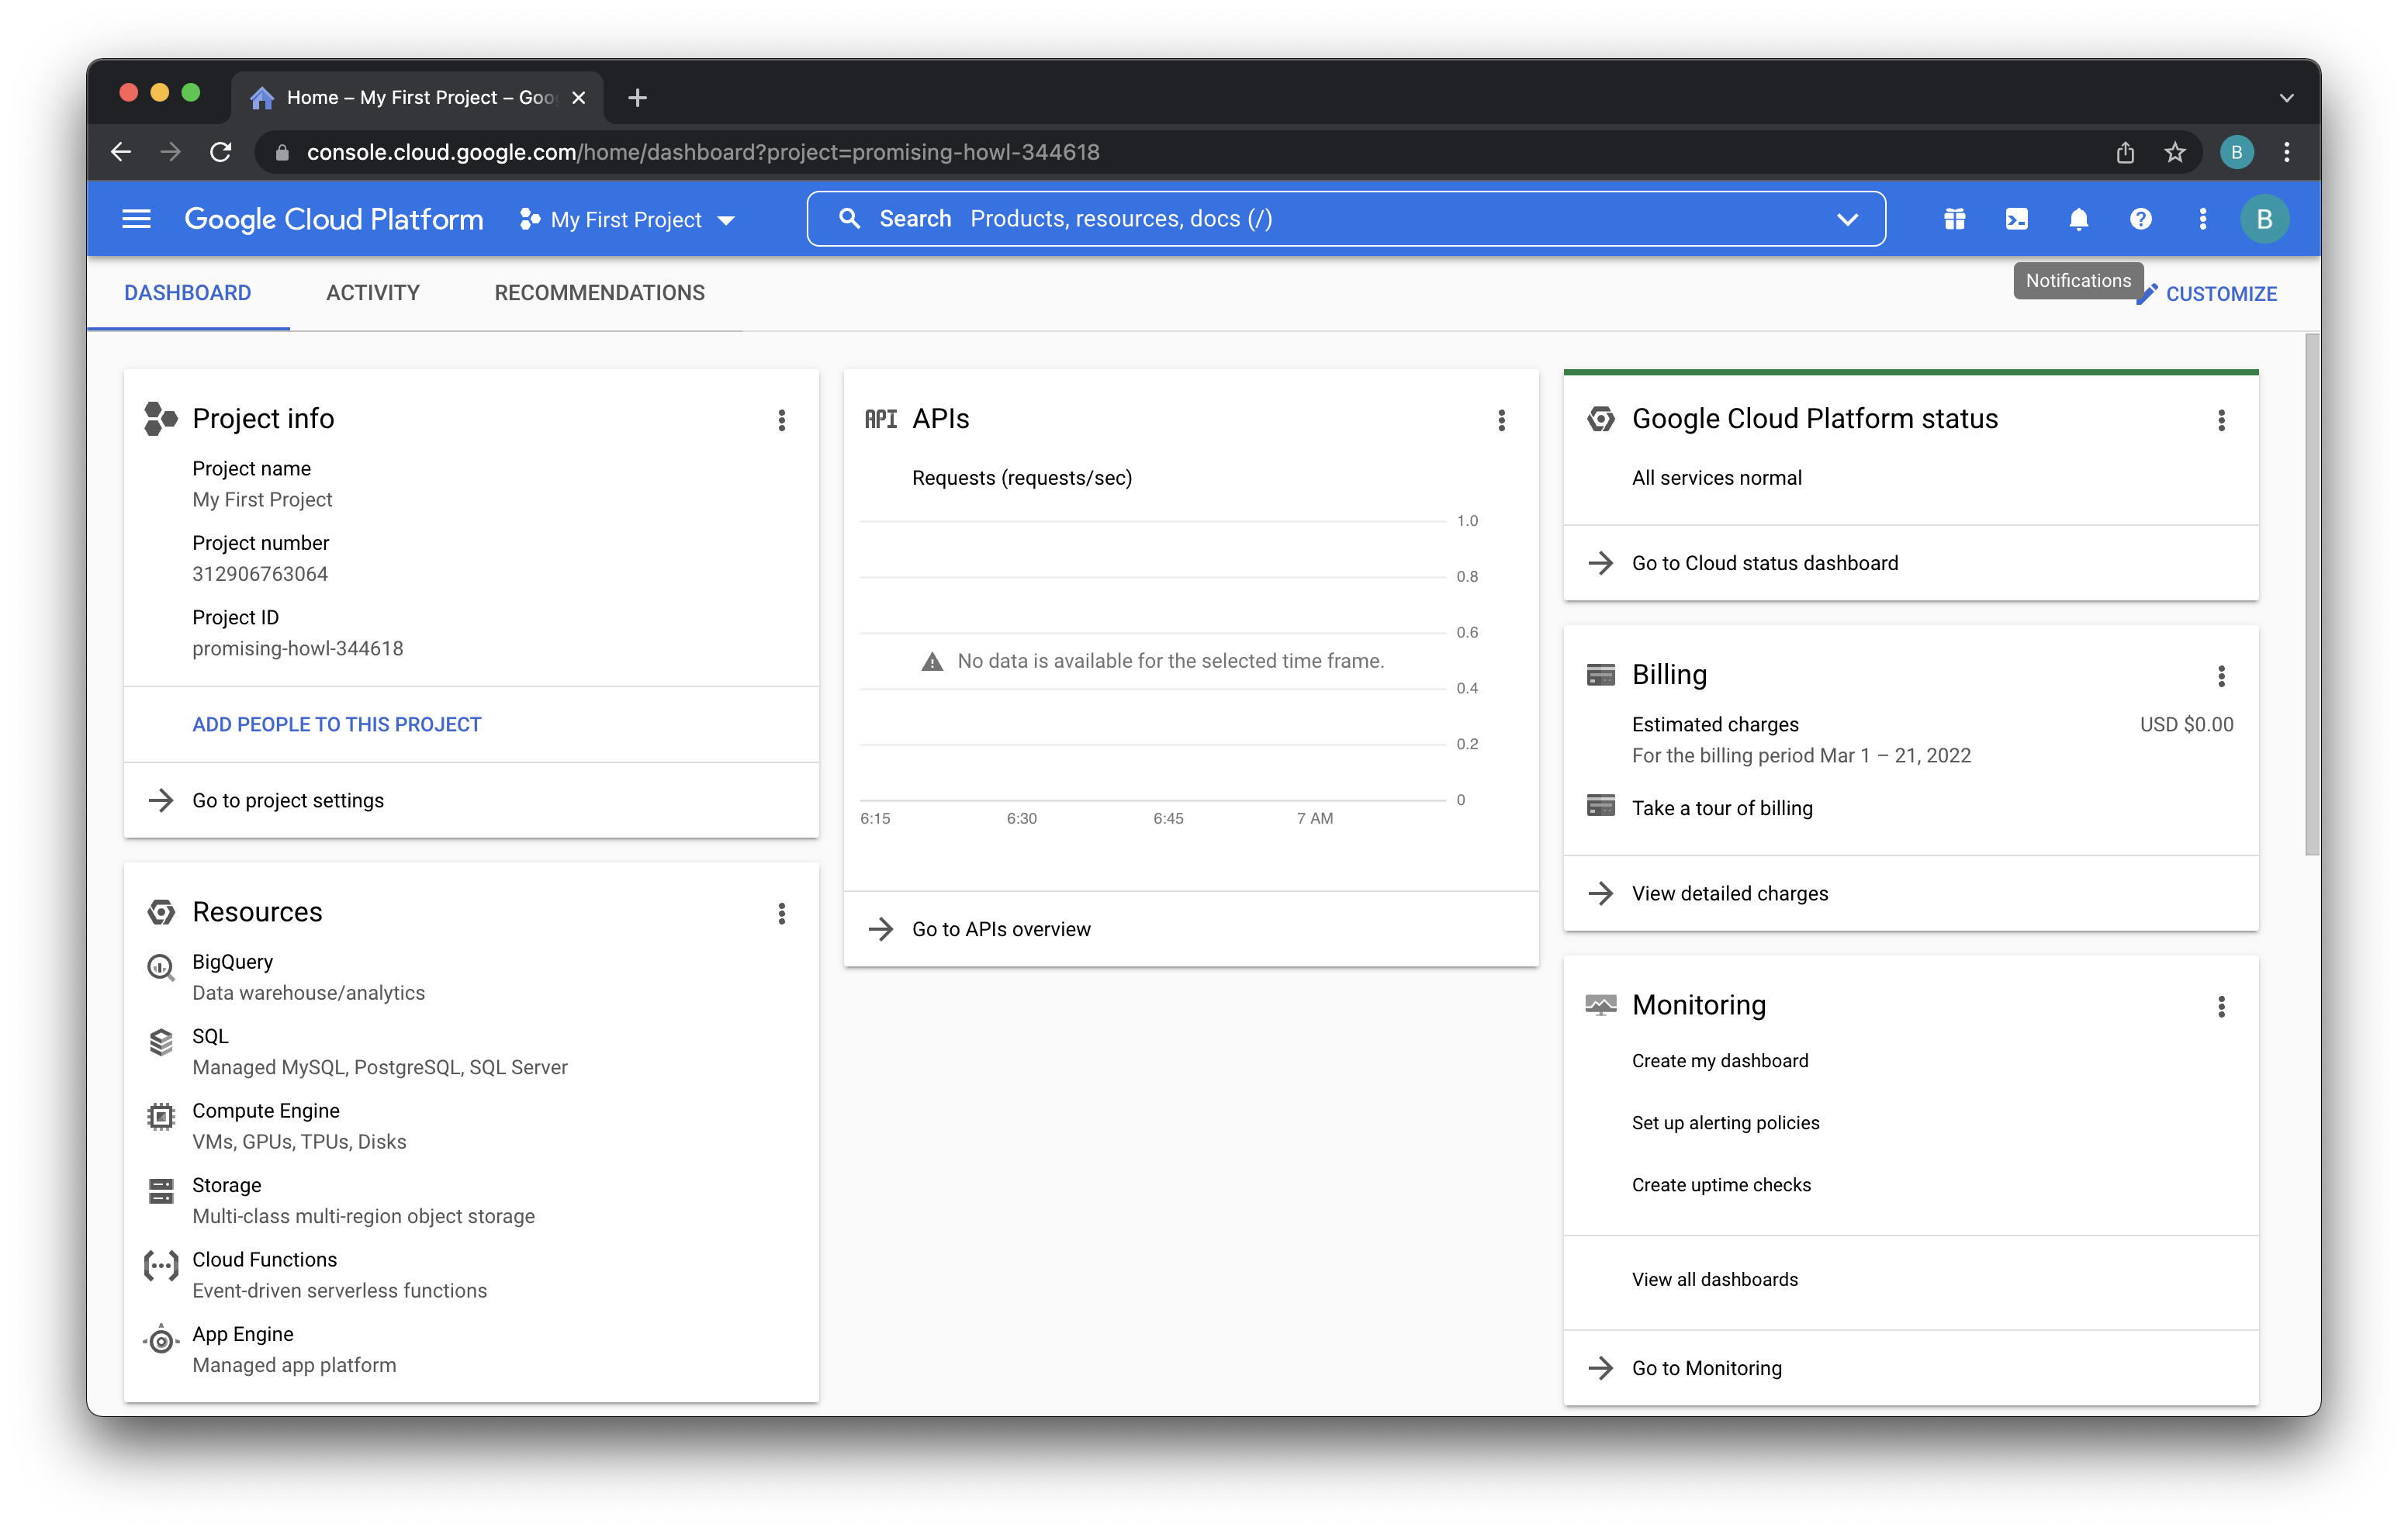 Home – My First Project – Goo
console.cloud.google.com/home/dashboard?project=promising-howl-344618
B
Google Cloud Platform
My First Project
Search Products, resources, docs (/)
B
DASHBOARD
ACTIVITY
RECOMMENDATIONS
Notifications
CUSTOMIZE
Project info
Project name
My First Project
Project number
312906763064
Project ID
promising-howl-344618
ADD PEOPLE TO THIS PROJECT
Go to project settings
Resources
BigQuery
Data warehouse/analytics
SQL
Managed MySQL, PostgreSQL, SQL Server
Compute Engine
VMs, GPUs, TPUs, Disks
Storage
Multi-class multi-region object storage
Cloud Functions
Event-driven serverless functions
App Engine
Managed app platform
API APIs
Requests (requests/sec)
1.0
0.8
0.6
No data is available for the selected time frame.
0.4
0.2
0
6:15 6:30 6:45 7 AM
Go to APIs overview
Google Cloud Platform status
All services normal
Go to Cloud status dashboard
Billing
Estimated charges USD $0.00
For the billing period Mar 1 – 21, 2022
Take a tour of billing
View detailed charges
Monitoring
Create my dashboard
Set up alerting policies
Create uptime checks
View all dashboards
Go to Monitoring